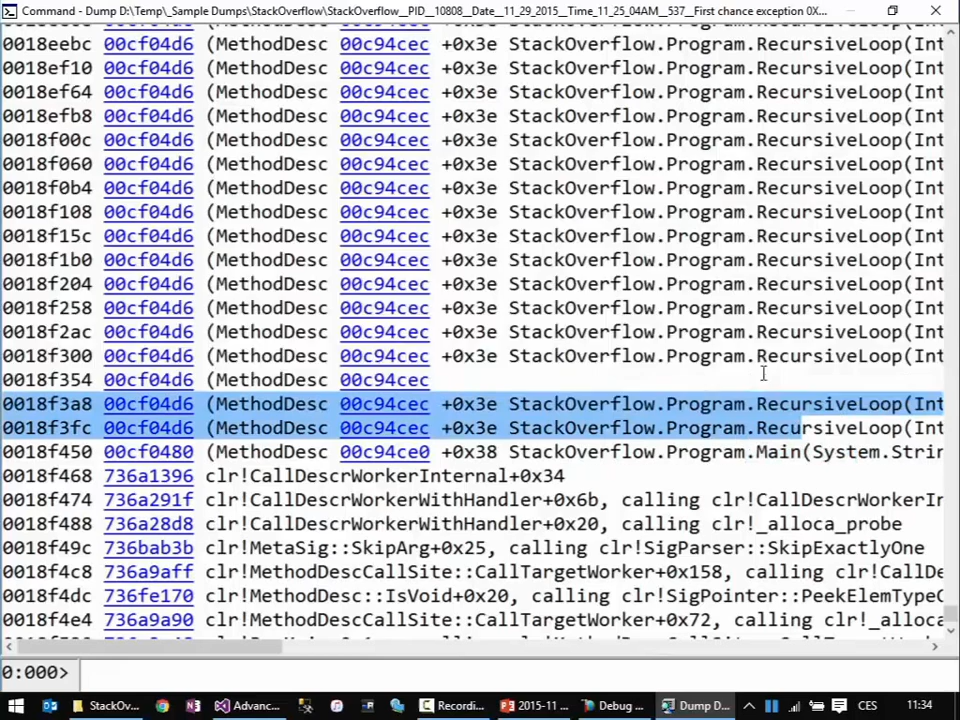 Command - Dump D:\Temp\_Sample Dumps\StackOverflow\StackOverflow__PID__10808__Date__11_29_2015__Time_11_25_04AM__537__First chance exception 0X...
0018eebc 00cf04d6 (MethodDesc 00c94cec +0x3e StackOverflow.Program.RecursiveLoop(Int
0018ef10 00cf04d6 (MethodDesc 00c94cec +0x3e StackOverflow.Program.RecursiveLoop(Int
0018ef64 00cf04d6 (MethodDesc 00c94cec +0x3e StackOverflow.Program.RecursiveLoop(Int
0018efb8 00cf04d6 (MethodDesc 00c94cec +0x3e StackOverflow.Program.RecursiveLoop(Int
0018f00c 00cf04d6 (MethodDesc 00c94cec +0x3e StackOverflow.Program.RecursiveLoop(Int
0018f060 00cf04d6 (MethodDesc 00c94cec +0x3e StackOverflow.Program.RecursiveLoop(Int
0018f0b4 00cf04d6 (MethodDesc 00c94cec +0x3e StackOverflow.Program.RecursiveLoop(Int
0018f108 00cf04d6 (MethodDesc 00c94cec +0x3e StackOverflow.Program.RecursiveLoop(Int
0018f15c 00cf04d6 (MethodDesc 00c94cec +0x3e StackOverflow.Program.RecursiveLoop(Int
0018f1b0 00cf04d6 (MethodDesc 00c94cec +0x3e StackOverflow.Program.RecursiveLoop(Int
0018f204 00cf04d6 (MethodDesc 00c94cec +0x3e StackOverflow.Program.RecursiveLoop(Int
0018f258 00cf04d6 (MethodDesc 00c94cec +0x3e StackOverflow.Program.RecursiveLoop(Int
0018f2ac 00cf04d6 (MethodDesc 00c94cec +0x3e StackOverflow.Program.RecursiveLoop(Int
0018f300 00cf04d6 (MethodDesc 00c94cec +0x3e StackOverflow.Program.RecursiveLoop(Int
0018f354 00cf04d6 (MethodDesc 00c94cec
0018f3a8 00cf04d6 (MethodDesc 00c94cec +0x3e StackOverflow.Program.RecursiveLoop(Int
0018f3fc 00cf04d6 (MethodDesc 00c94cec +0x3e StackOverflow.Program.RecursiveLoop(Int
0018f450 00cf0480 (MethodDesc 00c94ce0 +0x38 StackOverflow.Program.Main(System.Strin
0018f468 736a1396 clr!CallDescrWorkerInternal+0x34
0018f474 736a291f clr!CallDescrWorkerWithHandler+0x6b, calling clr!CallDescrWorkerIn
0018f488 736a28d8 clr!CallDescrWorkerWithHandler+0x20, calling clr!_alloca_probe
0018f49c 736bab3b clr!MetaSig::SkipArg+0x25, calling clr!SigParser::SkipExactlyOne
0018f4c8 736a9aff clr!MethodDescCallSite::CallTargetWorker+0x158, calling clr!CallDe
0018f4dc 736fe170 clr!MethodDesc::IsVoid+0x20, calling clr!SigPointer::PeekElemTypeC
0018f4e4 736a9a90 clr!MethodDescCallSite::CallTargetWorker+0x72, calling clr!_alloca
0:000>
StackOv... Advanc... Recordi... 2015-11 ... Debug ... Dump D... CES 11:34